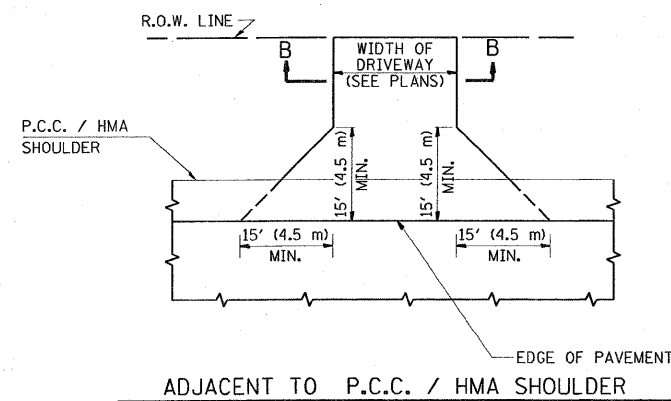 R.O.W. LINE
B
WIDTH OF
DRIVEWAY
(SEE PLANS)
B
P.C.C. / HMA
SHOULDER
15' (4.5 m)
MIN.
15' (4.5 m)
MIN.
15' (4.5 m)
MIN.
15' (4.5 m)
MIN.
EDGE OF PAVEMENT
ADJACENT TO P.C.C. / HMA SHOULDER